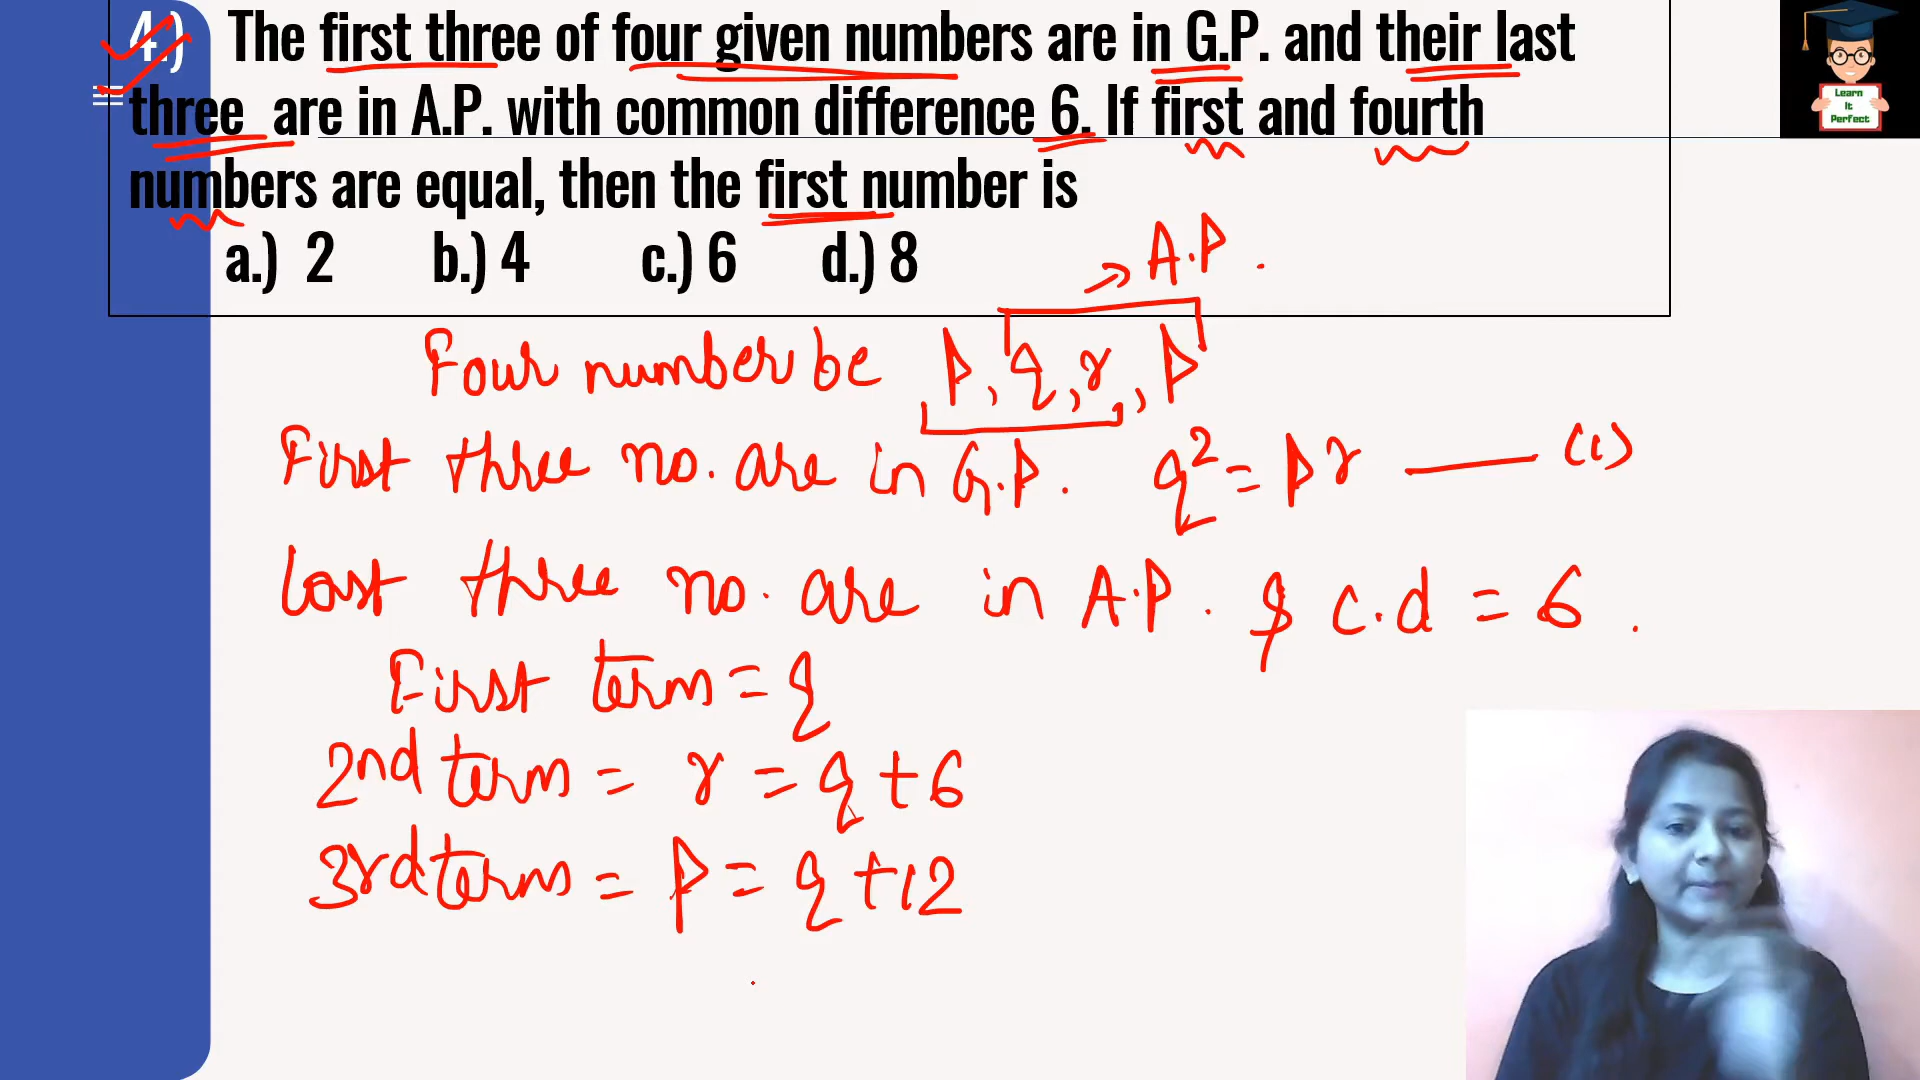 4.) The first three of four given numbers are in G.P. and their last
three are in A.P. with common difference 6. If first and fourth
numbers are equal, then the first number is
a.) 2 b.) 4 c.) 6 d.) 8
Learn
It
Perfect
→ A.P.
Four number be p, q, r, p
First three no. are in G.P. q² = pr —— (1)
Last three no. are in A.P. & c.d = 6.
First term = q
2nd term = r = q + 6
3rd term = p = q + 12